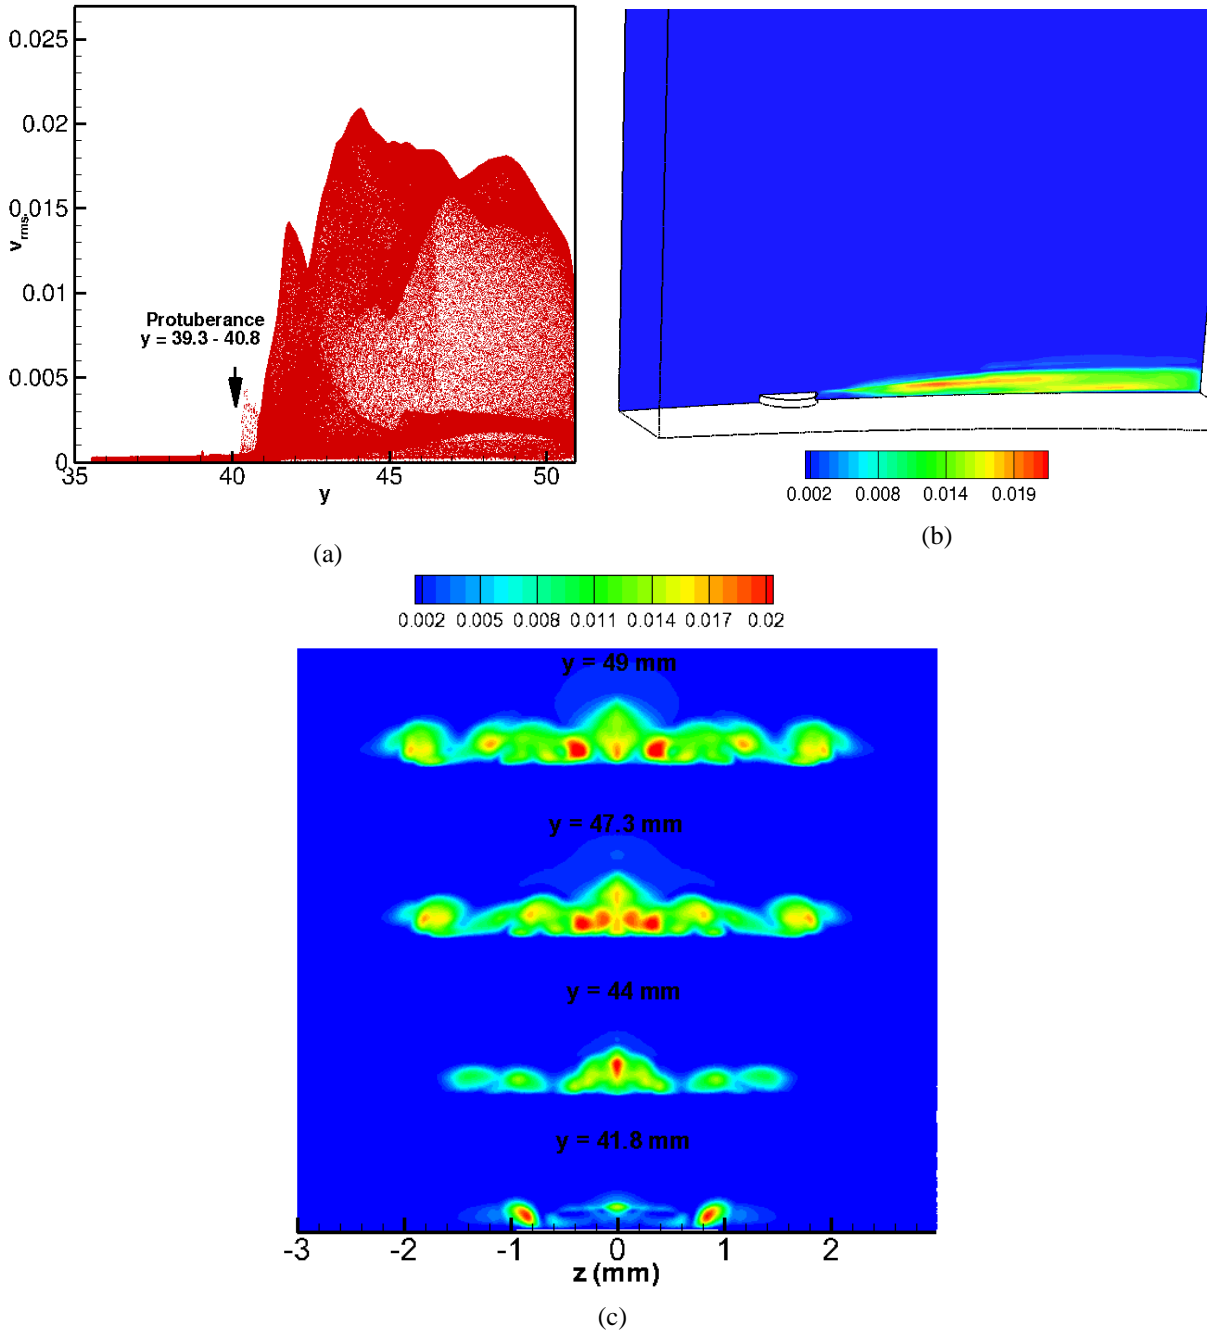 0.025
0.02
0.015
0.01
0.005
0
v_rms.
Protuberance
y = 39.3 - 40.8
35 40 45 50
y
(a)
0.002 0.008 0.014 0.019
(b)
0.002 0.005 0.008 0.011 0.014 0.017 0.02
y = 49 mm
y = 47.3 mm
y = 44 mm
y = 41.8 mm
-3 -2 -1 0 1 2
z (mm)
(c)